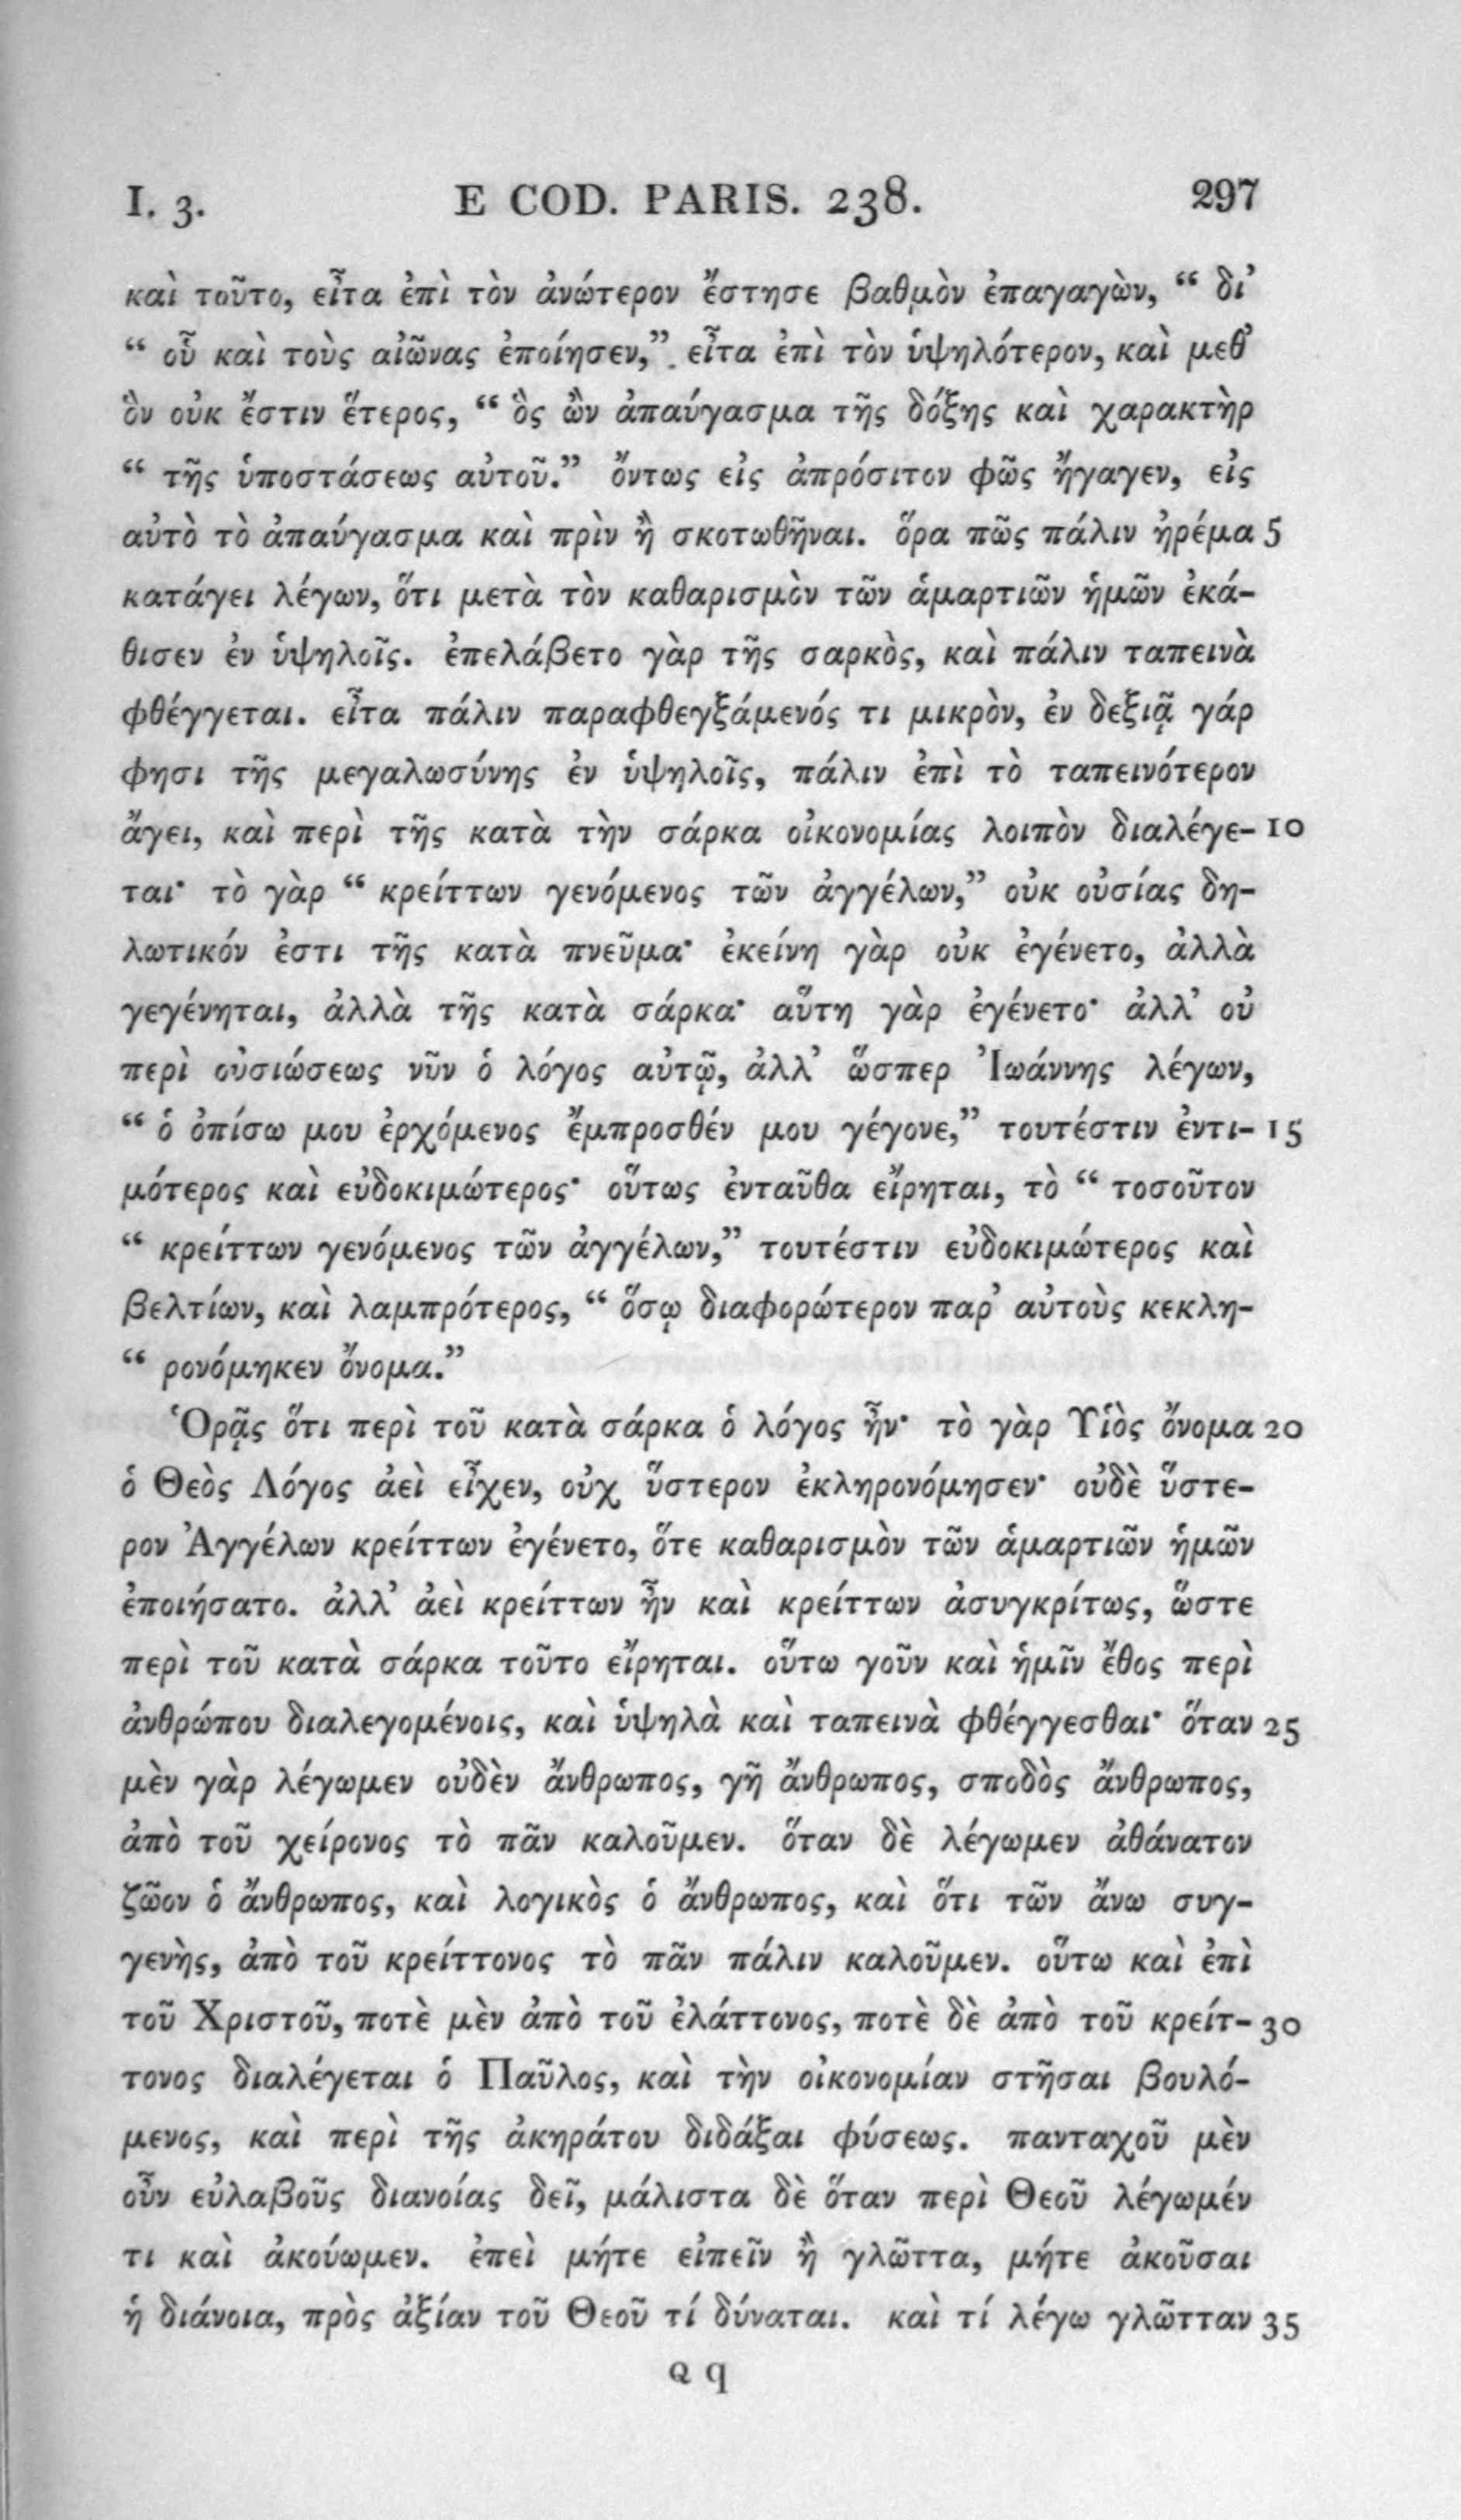 I. 3. E COD. PARIS. 238. 297
καὶ τοῦτο, εἶτα ἐπὶ τὸν ἀνώτερον ἔστησε βαθμὸν ἐπαγαγὼν, “ δι᾽
“ οὗ καὶ τοὺς αἰῶνας ἐποίησεν,”. εἶτα ἐπὶ τὸν ὑψηλότερον, καὶ μεθ᾽
ὃν οὐκ ἔστιν ἕτερος, “ ὃς ὢν ἀπαύγασμα τῆς δόξης καὶ χαρακτὴρ
“ τῆς ὑποστάσεως αὐτοῦ.” ὄντως εἰς ἀπρόσιτον φῶς ἤγαγεν, εἰς
αὐτὸ τὸ ἀπαύγασμα καὶ πρὶν ἢ σκοτωθῆναι. ὅρα πῶς πάλιν ἠρέμα 5
κατάγει λέγων, ὅτι μετὰ τὸν καθαρισμὸν τῶν ἁμαρτιῶν ἡμῶν ἐκά-
θισεν ἐν ὑψηλοῖς. ἐπελάβετο γὰρ τῆς σαρκὸς, καὶ πάλιν ταπεινὰ
φθέγγεται. εἶτα πάλιν παραφθεγξάμενός τι μικρὸν, ἐν δεξιᾷ γάρ
φησι τῆς μεγαλωσύνης ἐν ὑψηλοῖς, πάλιν ἐπὶ τὸ ταπεινότερον
ἄγει, καὶ περὶ τῆς κατὰ τὴν σάρκα οἰκονομίας λοιπὸν διαλέγε- 10
ται· τὸ γὰρ “ κρείττων γενόμενος τῶν ἀγγέλων,” οὐκ οὐσίας δη-
λωτικόν ἐστι τῆς κατὰ πνεῦμα· ἐκείνη γὰρ οὐκ ἐγένετο, ἀλλὰ
γεγένηται, ἀλλὰ τῆς κατὰ σάρκα· αὕτη γὰρ ἐγένετο· ἀλλ᾽ οὐ
περὶ οὐσιώσεως νῦν ὁ λόγος αὐτῷ, ἀλλ᾽ ὥσπερ Ἰωάννης λέγων,
“ ὁ ὀπίσω μου ἐρχόμενος ἔμπροσθέν μου γέγονε,” τουτέστιν ἐντι- 15
μότερος καὶ εὐδοκιμώτερος· οὕτως ἐνταῦθα εἴρηται, τὸ “ τοσοῦτον
“ κρείττων γενόμενος τῶν ἀγγέλων,” τουτέστιν εὐδοκιμώτερος καὶ
βελτίων, καὶ λαμπρότερος, “ ὅσῳ διαφορώτερον παρ᾽ αὐτοὺς κεκλη-
“ ρονόμηκεν ὄνομα.”
Ὁρᾷς ὅτι περὶ τοῦ κατὰ σάρκα ὁ λόγος ἦν· τὸ γὰρ Υἱὸς ὄνομα 20
ὁ Θεὸς Λόγος ἀεὶ εἶχεν, οὐχ ὕστερον ἐκληρονόμησεν· οὐδὲ ὕστε-
ρον Ἀγγέλων κρείττων ἐγένετο, ὅτε καθαρισμὸν τῶν ἁμαρτιῶν ἡμῶν
ἐποιήσατο. ἀλλ᾽ ἀεὶ κρείττων ἦν καὶ κρείττων ἀσυγκρίτως, ὥστε
περὶ τοῦ κατὰ σάρκα τοῦτο εἴρηται. οὕτω γοῦν καὶ ἡμῖν ἔθος περὶ
ἀνθρώπου διαλεγομένοις, καὶ ὑψηλὰ καὶ ταπεινὰ φθέγγεσθαι· ὅταν 25
μὲν γὰρ λέγωμεν οὐδὲν ἄνθρωπος, γῆ ἄνθρωπος, σποδὸς ἄνθρωπος,
ἀπὸ τοῦ χείρονος τὸ πᾶν καλοῦμεν. ὅταν δὲ λέγωμεν ἀθάνατον
ζῶον ὁ ἄνθρωπος, καὶ λογικὸς ὁ ἄνθρωπος, καὶ ὅτι τῶν ἄνω συγ-
γενὴς, ἀπὸ τοῦ κρείττονος τὸ πᾶν πάλιν καλοῦμεν. οὕτω καὶ ἐπὶ
τοῦ Χριστοῦ, ποτὲ μὲν ἀπὸ τοῦ ἐλάττονος, ποτὲ δὲ ἀπὸ τοῦ κρείτ- 30
τονος διαλέγεται ὁ Παῦλος, καὶ τὴν οἰκονομίαν στῆσαι βουλό-
μενος, καὶ περὶ τῆς ἀκηράτου διδάξαι φύσεως. πανταχοῦ μὲν
οὖν εὐλαβοῦς διανοίας δεῖ, μάλιστα δὲ ὅταν περὶ Θεοῦ λέγωμέν
τι καὶ ἀκούωμεν. ἐπεὶ μήτε εἰπεῖν ἢ γλῶττα, μήτε ἀκοῦσαι
ἡ διάνοια, πρὸς ἀξίαν τοῦ Θεοῦ τί δύναται. καὶ τί λέγω γλῶτταν 35
Q q